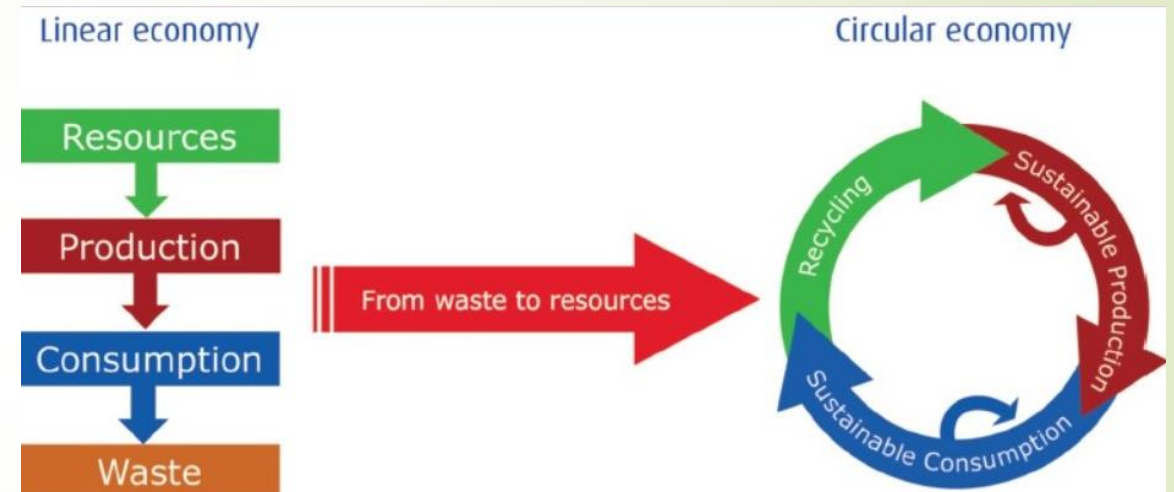 Linear economy
Resources
Production
Consumption
Waste
From waste to resources
Circular economy
Recycling
Sustainable Production
Sustainable Consumption